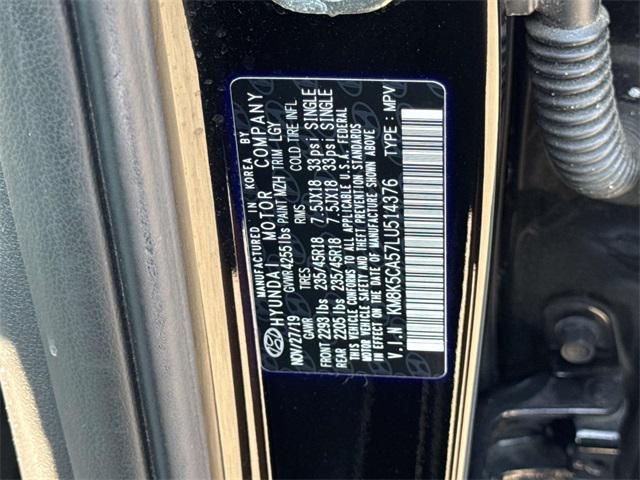 MANUFACTURED IN KOREA BY
HYUNDAI MOTOR COMPANY
GVWR 4255lbs PAINT MZH TRIM LGY
NOV/27/19
GAWR TIRES RIMS COLD TIRE INFL
FRONT 2293 lbs 235/45R18 7.5JX18 33psi SINGLE
REAR 2205 lbs 235/45R18 7.5JX18 33psi SINGLE
THIS VEHICLE CONFORMS TO ALL APPLICABLE U.S.A. FEDERAL
MOTOR VEHICLE SAFETY AND THEFT PREVENTION STANDARDS
IN EFFECT ON THE DATE OF MANUFACTURE SHOWN ABOVE
V.I.N KM8K5CA57LU514376 TYPE : MPV